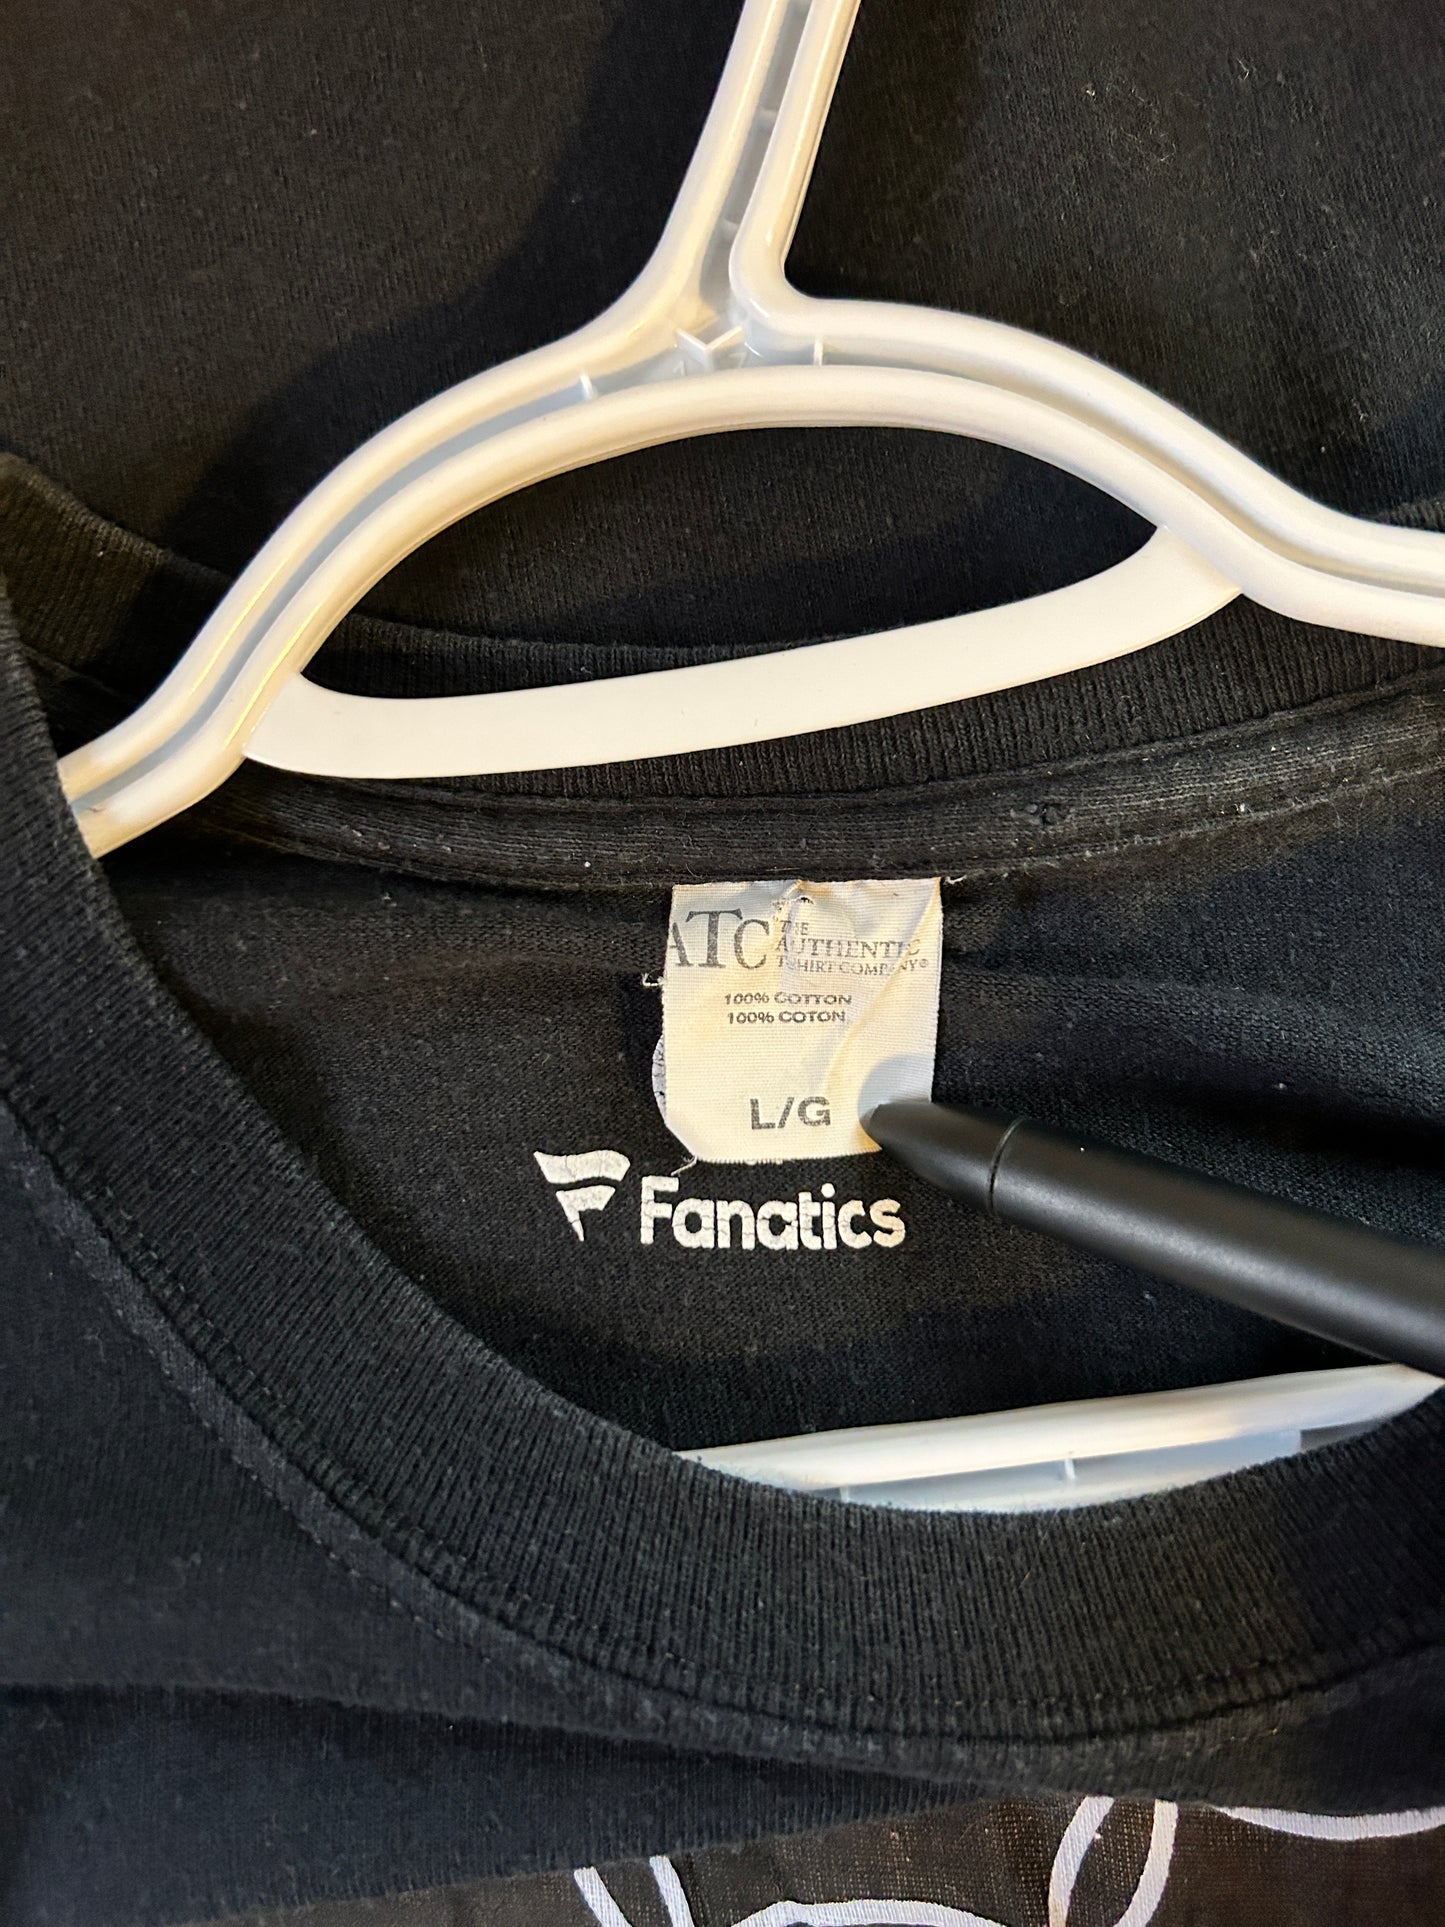 ATC THE
AUTHENTIC
T-SHIRT COMPANY®
100% COTTON
100% COTON
L/G
Fanatics